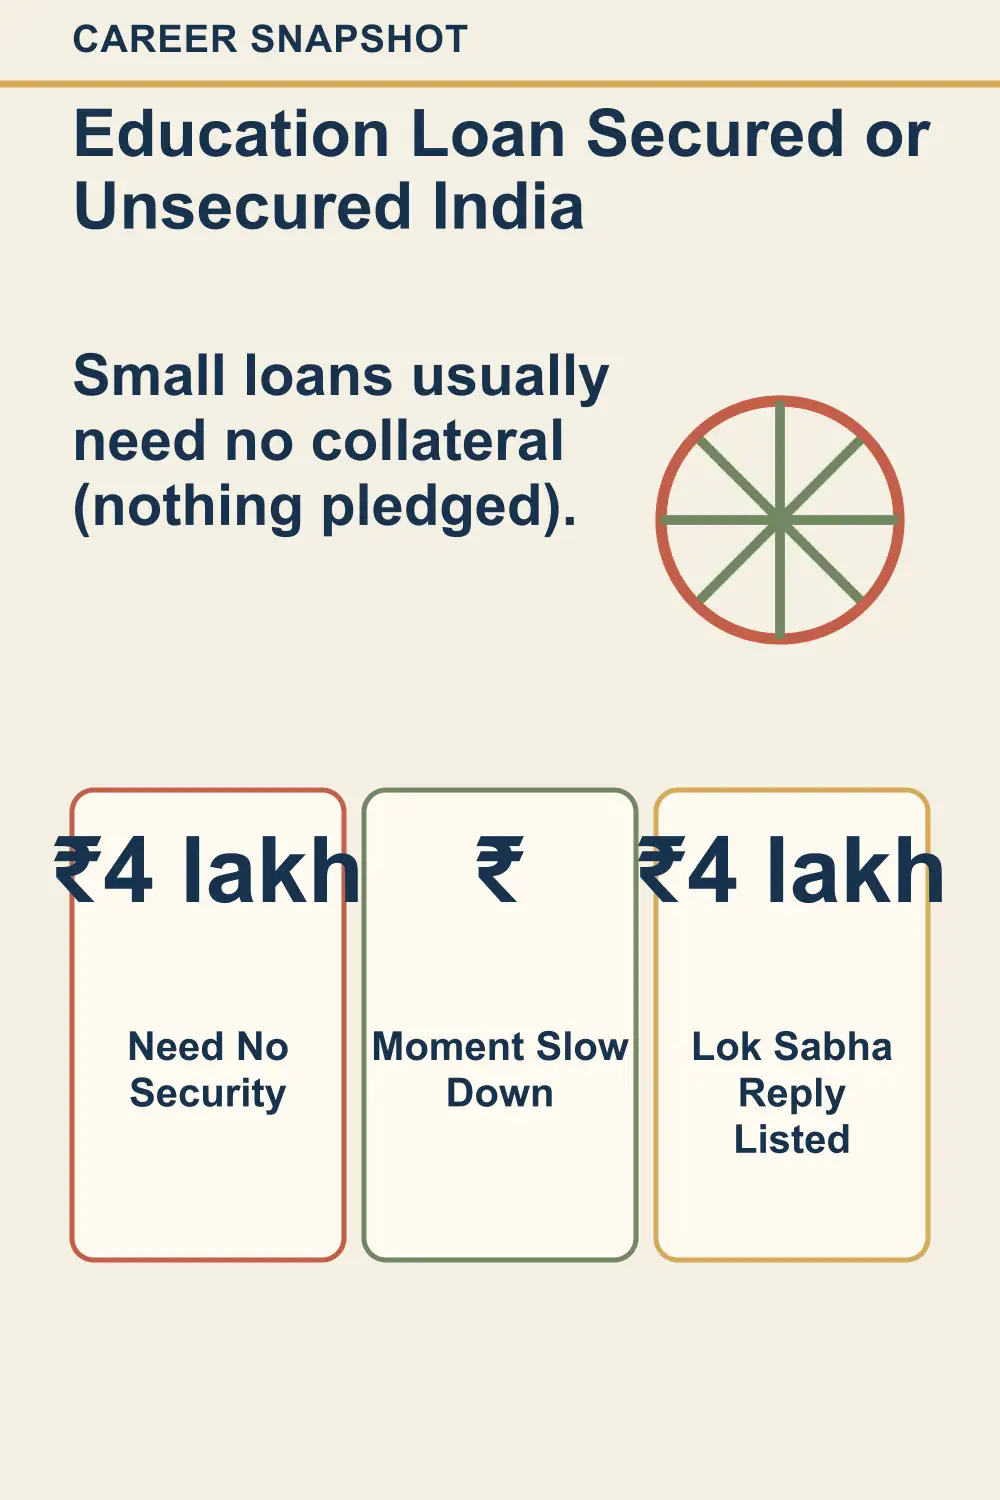 CAREER SNAPSHOT
Education Loan Secured or
Unsecured India
Small loans usually
need no collateral
(nothing pledged).
₹4 lakh
Need No
Security
₹
Moment Slow
Down
₹4 lakh
Lok Sabha
Reply
Listed